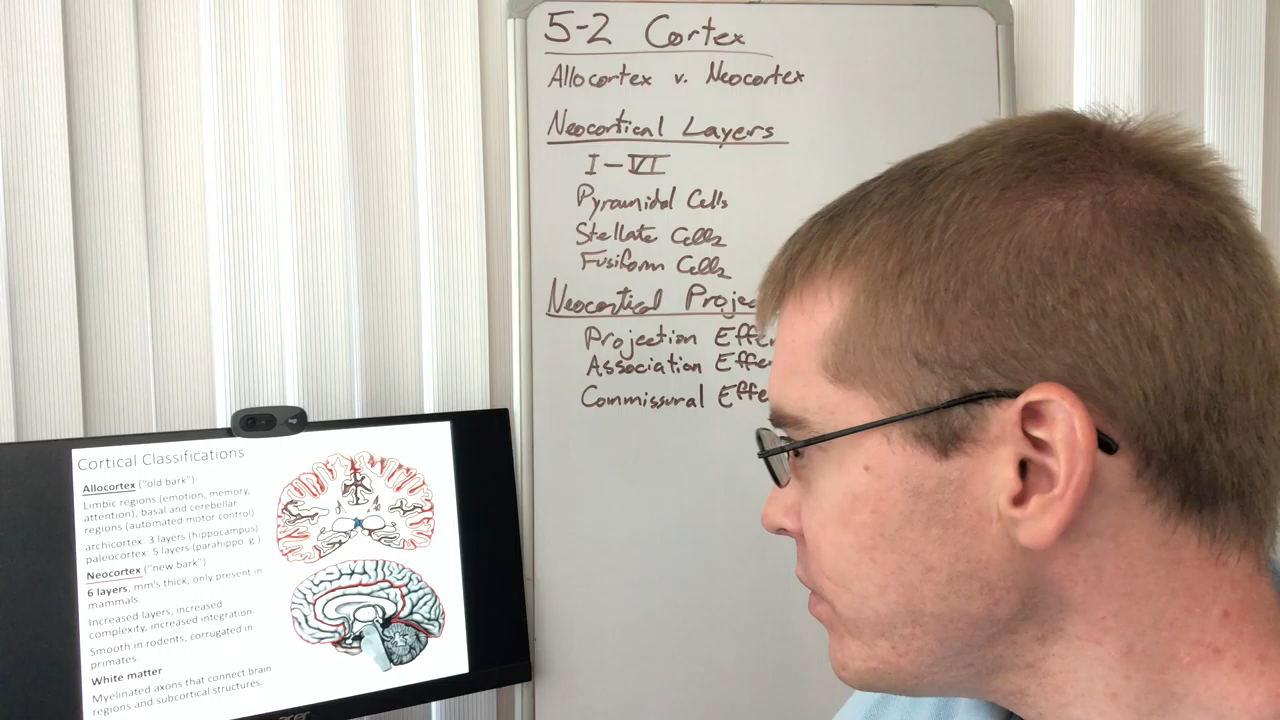 5-2 Cortex
Allocortex v. Neocortex
Neocortical Layers
I-VI
Pyramidal Cells
Stellate Cells
Fusiform Cells
Neocortical Projec
Projection Effe
Association Effe
Commissural Effe
Cortical Classifications
Allocortex ("old bark")
Limbic regions (emotion, memory,
attention), basal and cerebellar
regions (automated motor control)
archicortex: 3 layers (hippocampus)
paleocortex: 5 layers (parahippo. g.)
Neocortex ("new bark")
6 layers, mm's thick, only present in
mammals.
Increased layers, increased
complexity, increased integration.
Smooth in rodents, corrugated in
primates
White matter
Myelinated axons that connect brain
regions and subcortical structures.
acer